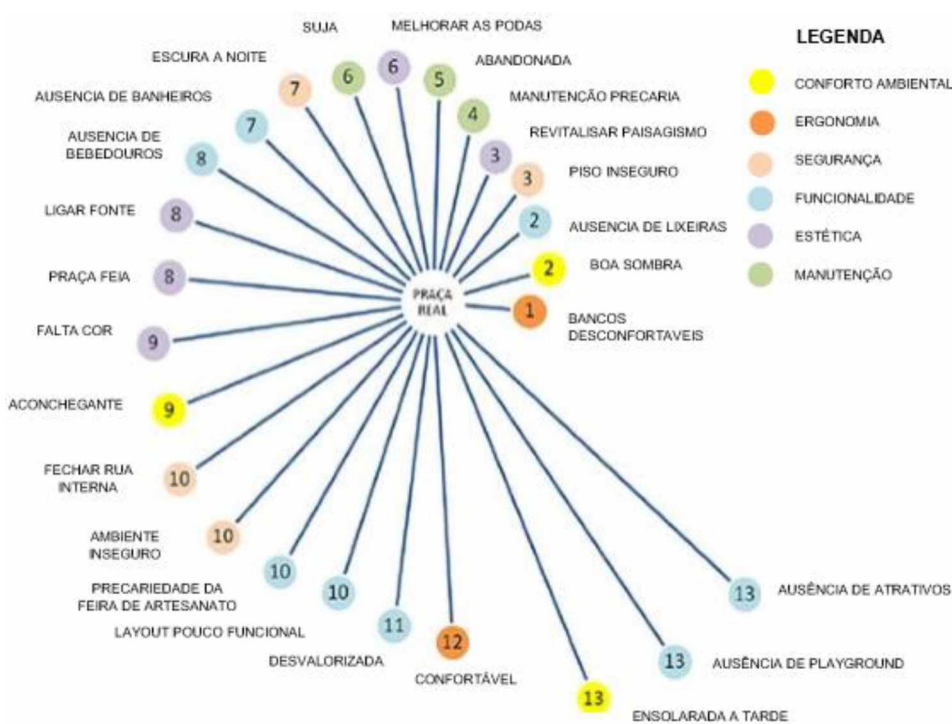 SUJA
MELHORAR AS PODAS
ESCURA A NOITE
ABANDONADA
AUSENCIA DE BANHEIROS
MANUTENÇÃO PRECARIA
AUSENCIA DE
BEBEDOUROS
REVITALISAR PAISAGISMO
PISO INSEGURO
LIGAR FONTE
AUSENCIA DE LIXEIRAS
PRAÇA FEIA
BOA SOMBRA
FALTA COR
BANCOS
DESCONFORTAVEIS
ACONCHEGANTE
FECHAR RUA
INTERNA
AMBIENTE
INSEGURO
PRECARIEDADE DA
FEIRA DE ARTESANATO
LAYOUT POUCO FUNCIONAL
DESVALORIZADA
CONFORTÁVEL
ENSOLARADA A TARDE
AUSÊNCIA DE PLAYGROUND
AUSÊNCIA DE ATRATIVOS
PRAÇA
REAL
6
6
5
7
4
7
3
8
3
8
2
8
2
9
1
9
10
10
10
10
11
12
13
13
13
LEGENDA
CONFORTO AMBIENTAL
ERGONOMIA
SEGURANÇA
FUNCIONALIDADE
ESTÉTICA
MANUTENÇÃO